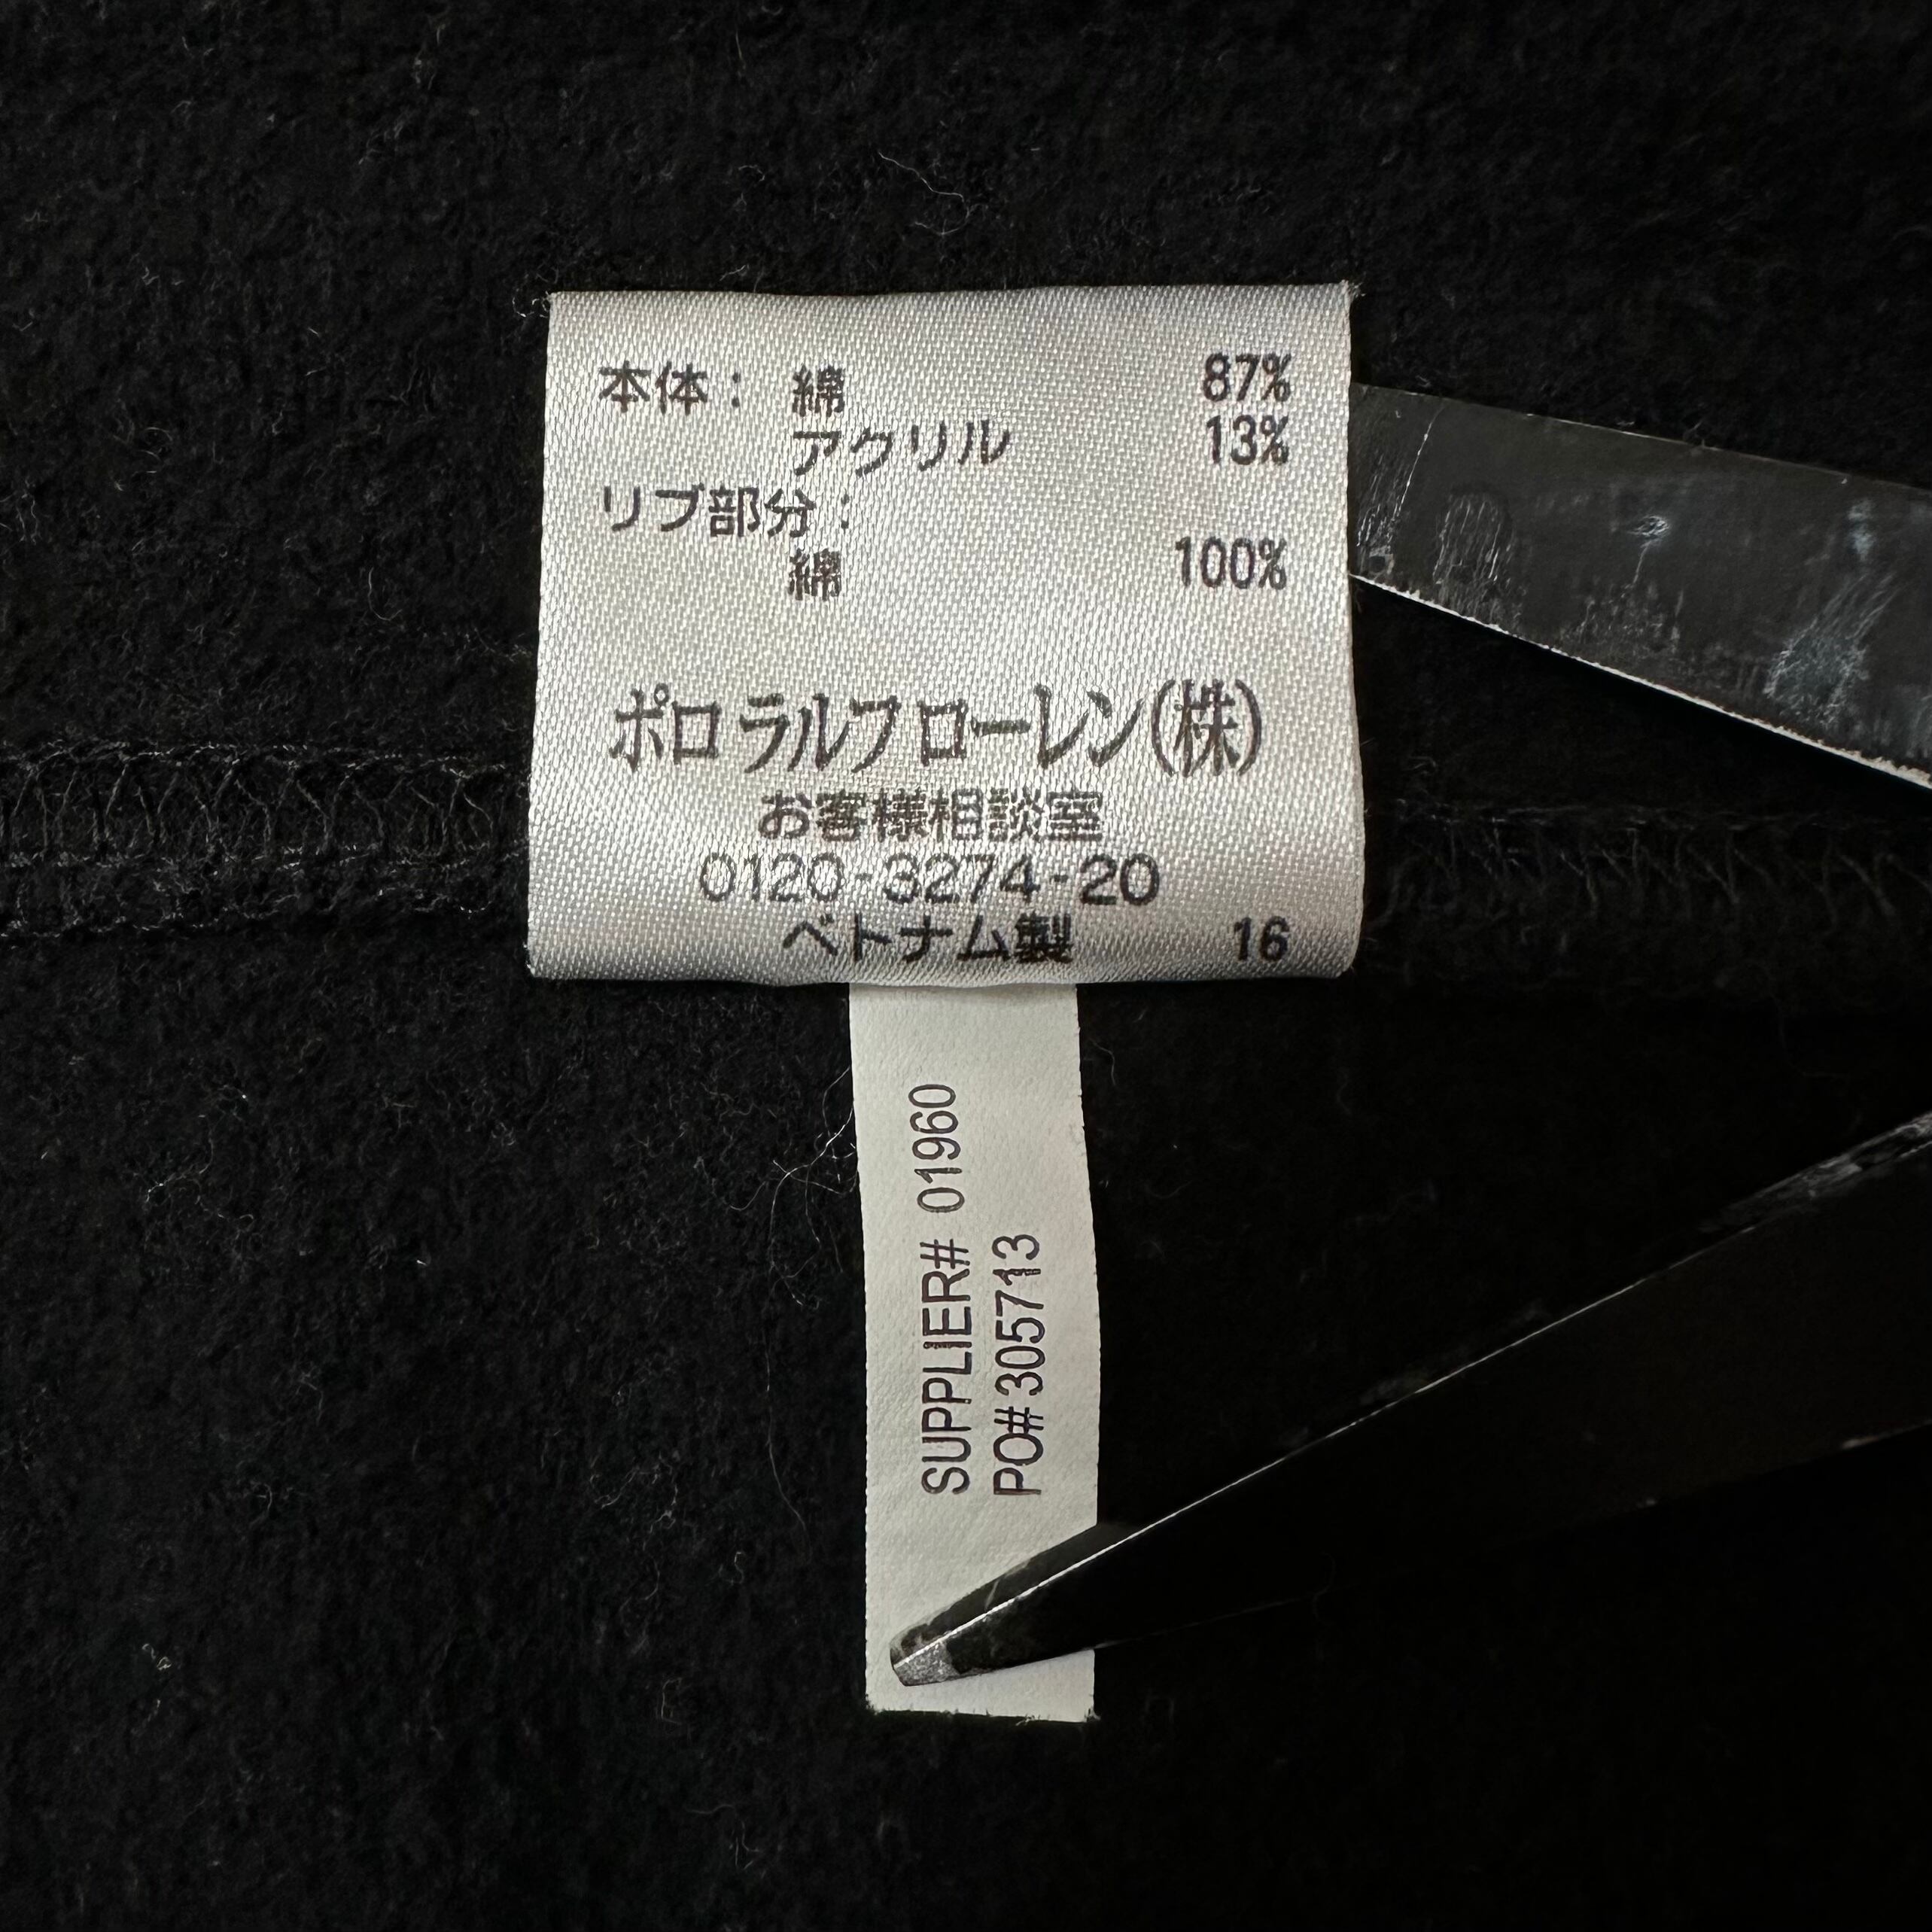 本体： 綿 87%
アクリル 13%
リブ部分：
綿 100%
ポロ ラルフ ローレン(株)
お客様相談室
0120-3274-20
ベトナム製 16
SUPPLIER# 01960
PO# 305713